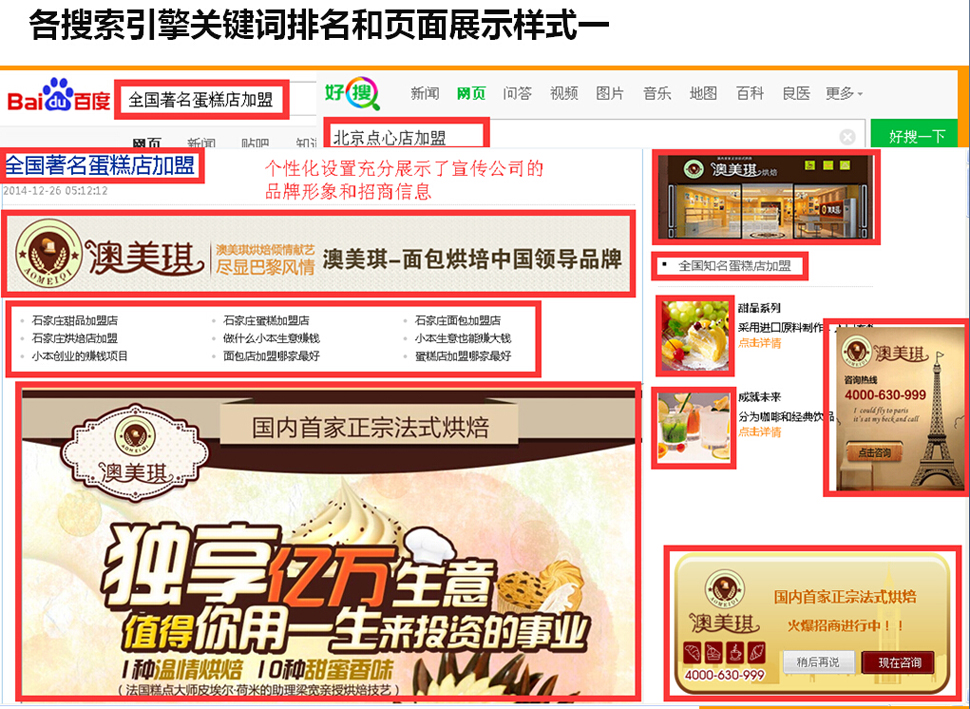 各搜索引擎关键词排名和页面展示样式一
Bai du 百度
全国著名蛋糕店加盟
好搜
新闻 网页 问答 视频 图片 音乐 地图 百科 良医 更多
北京点心店加盟
好搜一下
网页 新闻 贴吧
全国著名蛋糕店加盟
2014-12-26 05:12:12
个性化设置充分展示了宣传公司的
品牌形象和招商信息
AOMEIQI
澳美琪
澳美琪烘焙倾情献艺
尽显巴黎风情
澳美琪-面包烘培中国领导品牌
石家庄甜品加盟店 石家庄蛋糕加盟店 石家庄面包加盟店
石家庄烘焙店加盟 做什么小本生意赚钱 小本生意也能赚大钱
小本创业的赚钱项目 面包店加盟哪家最好 蛋糕店加盟哪家最好
国内首家正宗法式烘焙
澳美琪
独享亿万生意
值得你用一生来投资的事业
1种温情烘焙 10种甜蜜香味
(法国糕点大师皮埃尔·荷米的助理梁宽亲授烘焙技艺)
澳美琪烘焙
全国知名蛋糕店加盟
甜品系列
采用进口原料制作
点击详情
成就未来
分为咖啡和经典饮品
点击详情
澳美琪
咨询热线
4000-630-999
I could fly to paris
it's at my beck and call
点击咨询
AOMEIQI
澳美琪
4000-630-999
国内首家正宗法式烘焙
火爆招商进行中！！
稍后再说 现在咨询